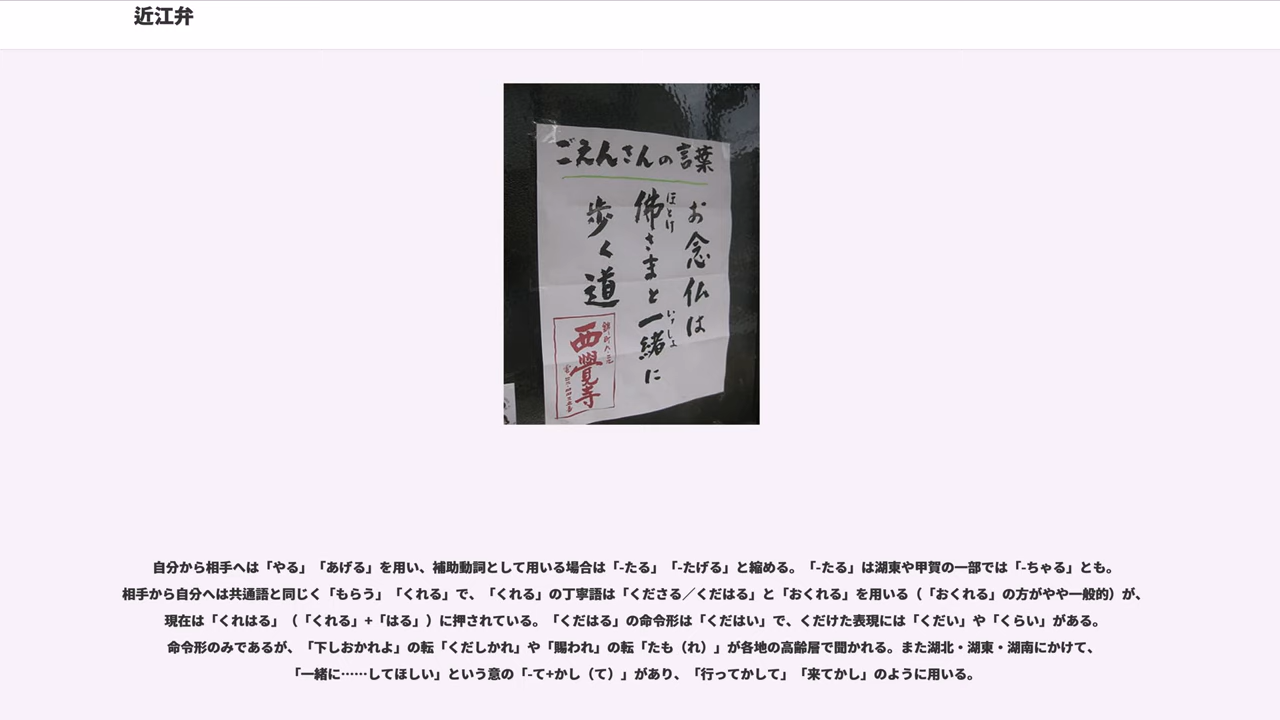 近江弁
ごえんさんの言葉
お念仏は
佛さまと一緒に
ほとけ
いっしょ
歩く道
西覺寺
自分から相手へは「やる」「あげる」を用い、補助動詞として用いる場合は「-たる」「-たげる」と縮める。「-たる」は湖東や甲賀の一部では「-ちゃる」とも。
相手から自分へは共通語と同じく「もらう」「くれる」で、「くれる」の丁寧語は「くださる／くだはる」と「おくれる」を用いる（「おくれる」の方がやや一般的）が、
現在は「くれはる」（「くれる」+「はる」）に押されている。「くだはる」の命令形は「くだはい」で、くだけた表現には「くだい」や「くらい」がある。
命令形のみであるが、「下しおかれよ」の転「くだしかれ」や「賜われ」の転「たも（れ）」が各地の高齢層で聞かれる。また湖北・湖東・湖南にかけて、
「一緒に……してほしい」という意の「-て+かし（て）」があり、「行ってかして」「来てかし」のように用いる。